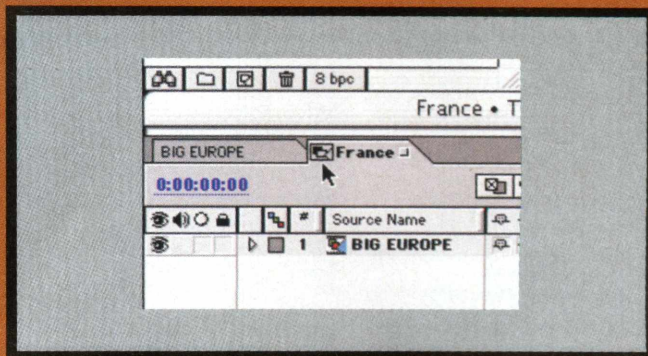 8 bpc
France • T
BIG EUROPE France
0:00:00:00
# Source Name
1 BIG EUROPE